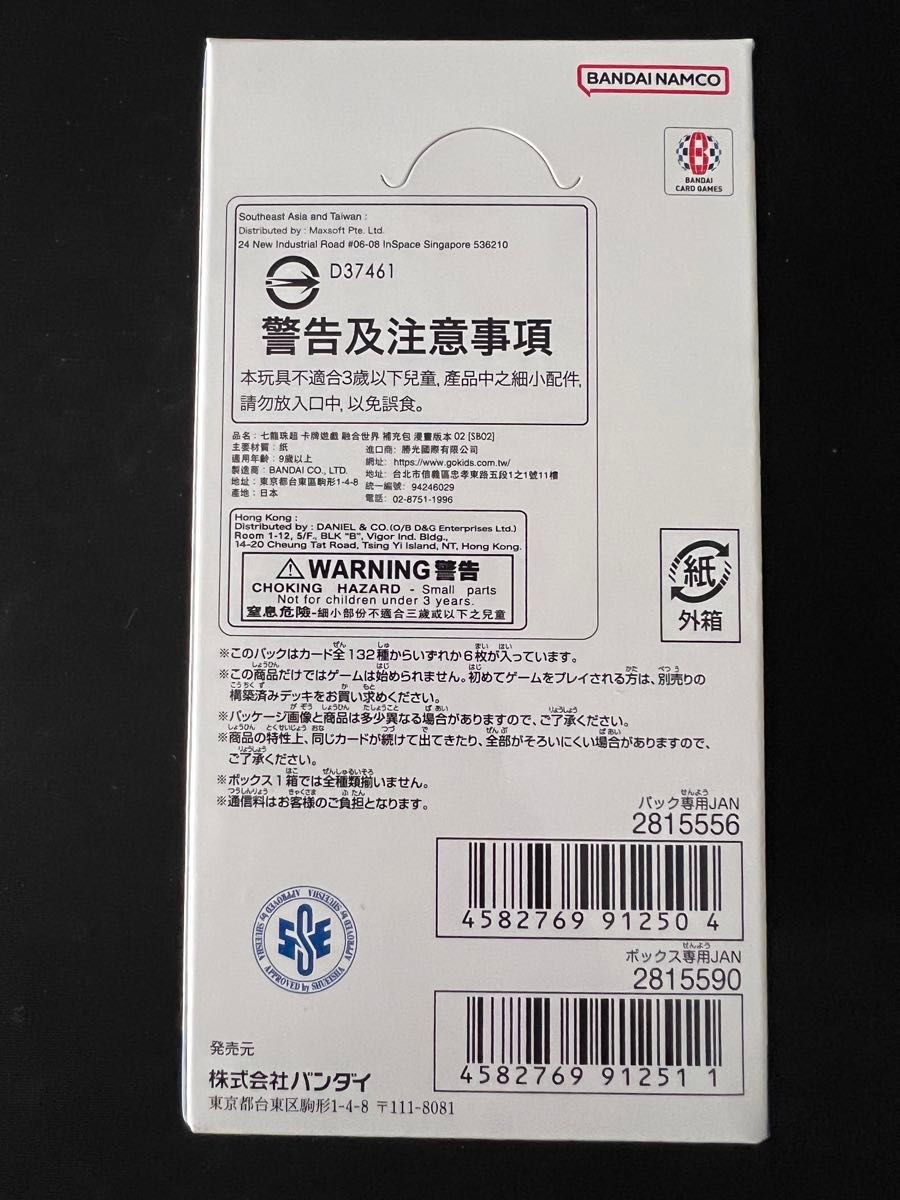 BANDAI NAMCO
B
BANDAI
CARD GAMES
Southeast Asia and Taiwan :
Distributed by : Maxsoft Pte. Ltd.
24 New Industrial Road #06-08 InSpace Singapore 536210
D37461
警告及注意事項
本玩具不適合3歲以下兒童,產品中之細小配件,
請勿放入口中,以免誤食。
品名：七龍珠超 卡牌遊戲 融合世界 補充包 漫畫版本 02 [SB02]
主要材質：紙
適用年齡：9歲以上
製造商：BANDAI CO., LTD.
地址：東京都台東區駒形1-4-8
產地：日本
進口商：勝光國際有限公司
網址：https://www.gokids.com.tw/
地址：台北市信義區忠孝東路五段1之1號11樓
統一編號：94246029
電話：02-8751-1996
Hong Kong :
Distributed by : DANIEL & CO.(O/B D&G Enterprises Ltd.)
Room 1-12, 5/F., BLK "B", Vigor Ind. Bldg.,
14-20 Cheung Tat Road, Tsing Yi Island, NT, Hong Kong.
WARNING 警告
CHOKING HAZARD - Small parts
Not for children under 3 years.
窒息危險-細小部份不適合三歲或以下之兒童
紙
外箱
※このパックはカード全132種からいずれか6枚が入っています。
※この商品だけではゲームは始められません。初めてゲームをプレイされる方は、別売りの
構築済みデッキをお買い求めください。
※パッケージ画像と商品は多少異なる場合がありますので、ご了承ください。
※商品の特性上、同じカードが続けて出てきたり、全部がそろいにくい場合がありますので、
ご了承ください。
※ボックス1箱では全種類揃いません。
※通信料はお客様のご負担となります。
パック専用JAN
2815556
4582769 912504
ボックス専用JAN
2815590
4582769 912511
SSE
APPROVED by SHUEISHA APPROVED by SHUEISHA APPROVED by SHUEISHA
発売元
株式会社バンダイ
東京都台東区駒形1-4-8 〒111-8081